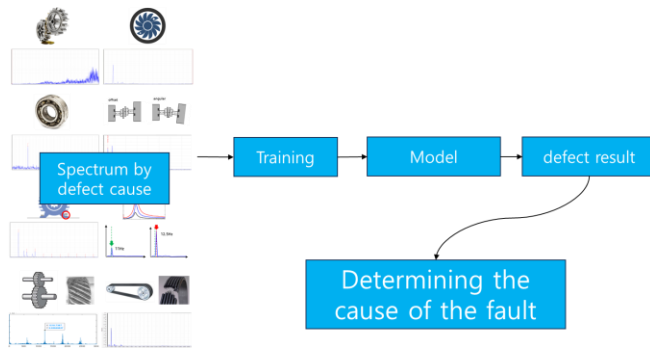 offset
angular
Spectrum by
defect cause
Training
Model
defect result
Determining the
cause of the fault